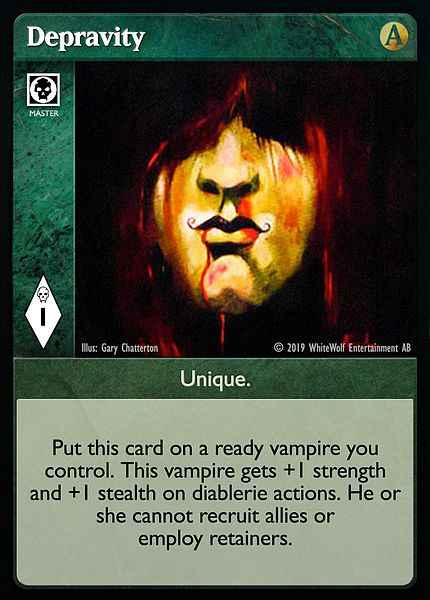 Depravity
A
MASTER
1
Illus: Gary Chatterton
© 2019 WhiteWolf Entertainment AB
Unique.
Put this card on a ready vampire you
control. This vampire gets +1 strength
and +1 stealth on diablerie actions. He or
she cannot recruit allies or
employ retainers.